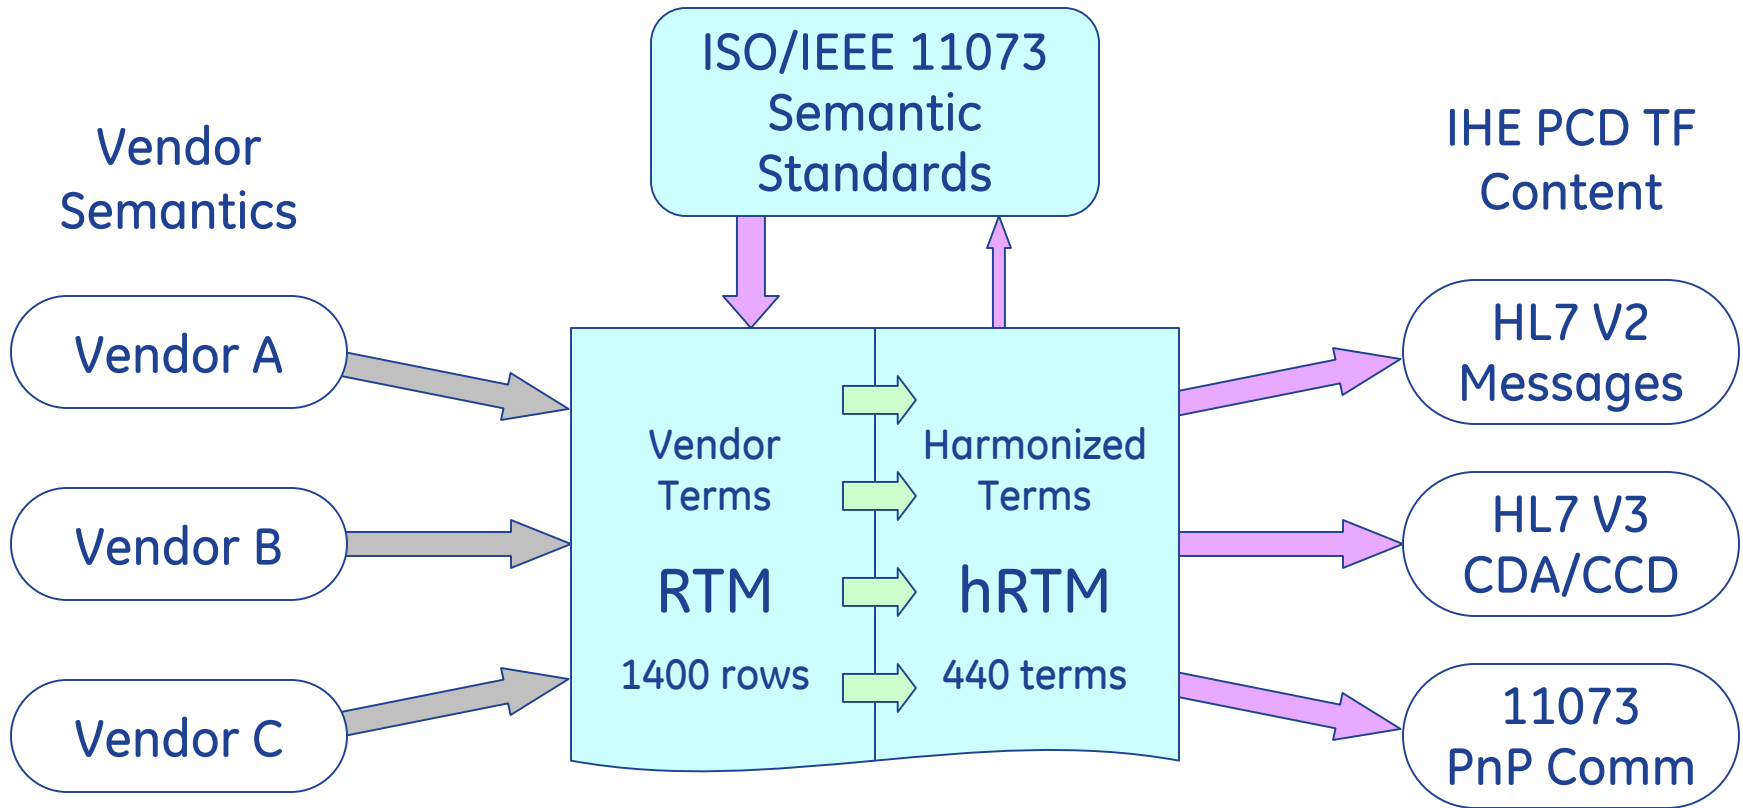 ISO/IEEE 11073
Semantic
Standards
Vendor
Semantics
IHE PCD TF
Content
Vendor A
Vendor B
Vendor C
Vendor
Terms
RTM
1400 rows
Harmonized
Terms
hRTM
440 terms
HL7 V2
Messages
HL7 V3
CDA/CCD
11073
PnP Comm